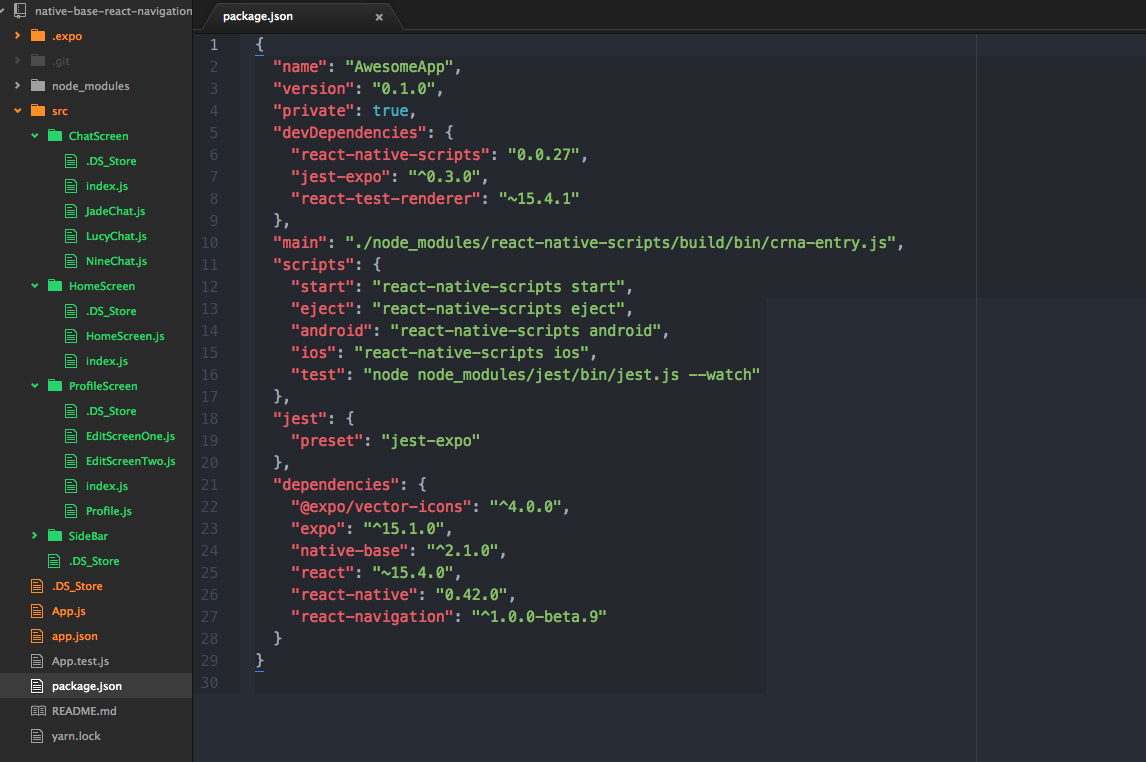 native-base-react-navigation
.expo
.git
node_modules
src
ChatScreen
.DS_Store
index.js
JadeChat.js
LucyChat.js
NineChat.js
HomeScreen
.DS_Store
HomeScreen.js
index.js
ProfileScreen
.DS_Store
EditScreenOne.js
EditScreenTwo.js
index.js
Profile.js
SideBar
.DS_Store
.DS_Store
App.js
app.json
App.test.js
package.json
README.md
yarn.lock
package.json ×
1 {
2 "name": "AwesomeApp",
3 "version": "0.1.0",
4 "private": true,
5 "devDependencies": {
6 "react-native-scripts": "0.0.27",
7 "jest-expo": "^0.3.0",
8 "react-test-renderer": "~15.4.1"
9 },
10 "main": "./node_modules/react-native-scripts/build/bin/crna-entry.js",
11 "scripts": {
12 "start": "react-native-scripts start",
13 "eject": "react-native-scripts eject",
14 "android": "react-native-scripts android",
15 "ios": "react-native-scripts ios",
16 "test": "node node_modules/jest/bin/jest.js --watch"
17 },
18 "jest": {
19 "preset": "jest-expo"
20 },
21 "dependencies": {
22 "@expo/vector-icons": "^4.0.0",
23 "expo": "^15.1.0",
24 "native-base": "^2.1.0",
25 "react": "~15.4.0",
26 "react-native": "0.42.0",
27 "react-navigation": "^1.0.0-beta.9"
28 }
29 }
30